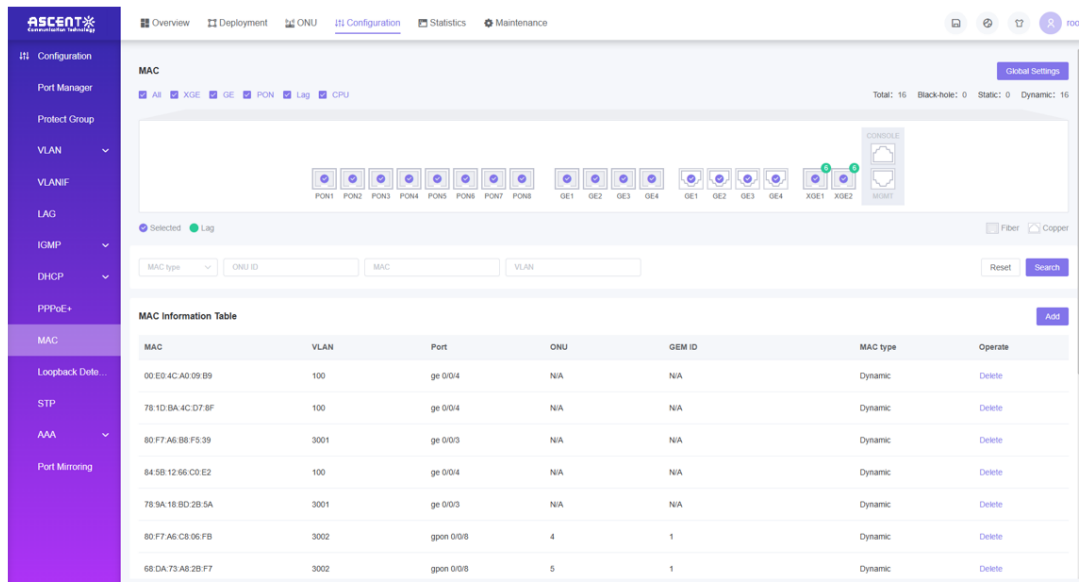 ASCENT
Communication Technology
Overview Deployment ONU Configuration Statistics Maintenance
R roo
Configuration
Port Manager
Protect Group
VLAN
VLANIF
LAG
IGMP
DHCP
PPPoE+
MAC
Loopback Dete...
STP
AAA
Port Mirroring
MAC Global Settings
All XGE GE PON Lag CPU Total: 16 Black-hole: 0 Static: 0 Dynamic: 16
CONSOLE
6 6
PON1 PON2 PON3 PON4 PON5 PON6 PON7 PON8 GE1 GE2 GE3 GE4 GE1 GE2 GE3 GE4 XGE1 XGE2 MGMT
Selected Lag Fiber Copper
MAC type ONU ID MAC VLAN Reset Search
MAC Information Table Add
MAC VLAN Port ONU GEM ID MAC type Operate
00:E0:4C:A0:09:B9 100 ge 0/0/4 N/A N/A Dynamic Delete
78:1D:BA:4C:D7:8F 100 ge 0/0/4 N/A N/A Dynamic Delete
80:F7:A6:B8:F5:39 3001 ge 0/0/3 N/A N/A Dynamic Delete
84:5B:12:66:C0:E2 100 ge 0/0/4 N/A N/A Dynamic Delete
78:9A:18:BD:2B:5A 3001 ge 0/0/3 N/A N/A Dynamic Delete
80:F7:A6:C8:06:FB 3002 gpon 0/0/8 4 1 Dynamic Delete
68:DA:73:A8:2B:F7 3002 gpon 0/0/8 5 1 Dynamic Delete